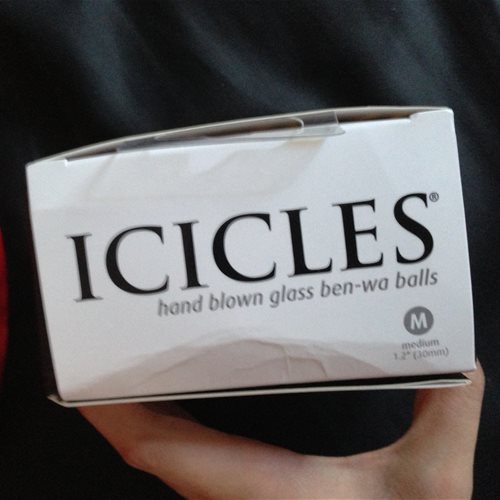 ICICLES®
hand blown glass ben-wa balls
M
medium
1.2" (30mm)